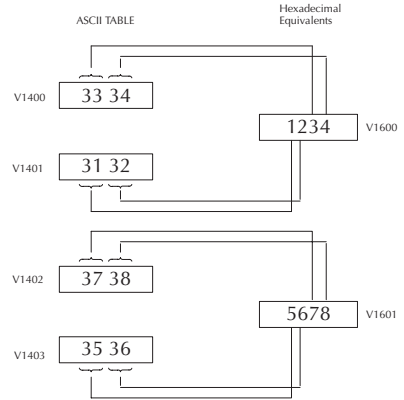 ASCII TABLE
Hexadecimal
Equivalents
V1400
33 34
1234
V1600
V1401
31 32
V1402
37 38
5678
V1601
V1403
35 36